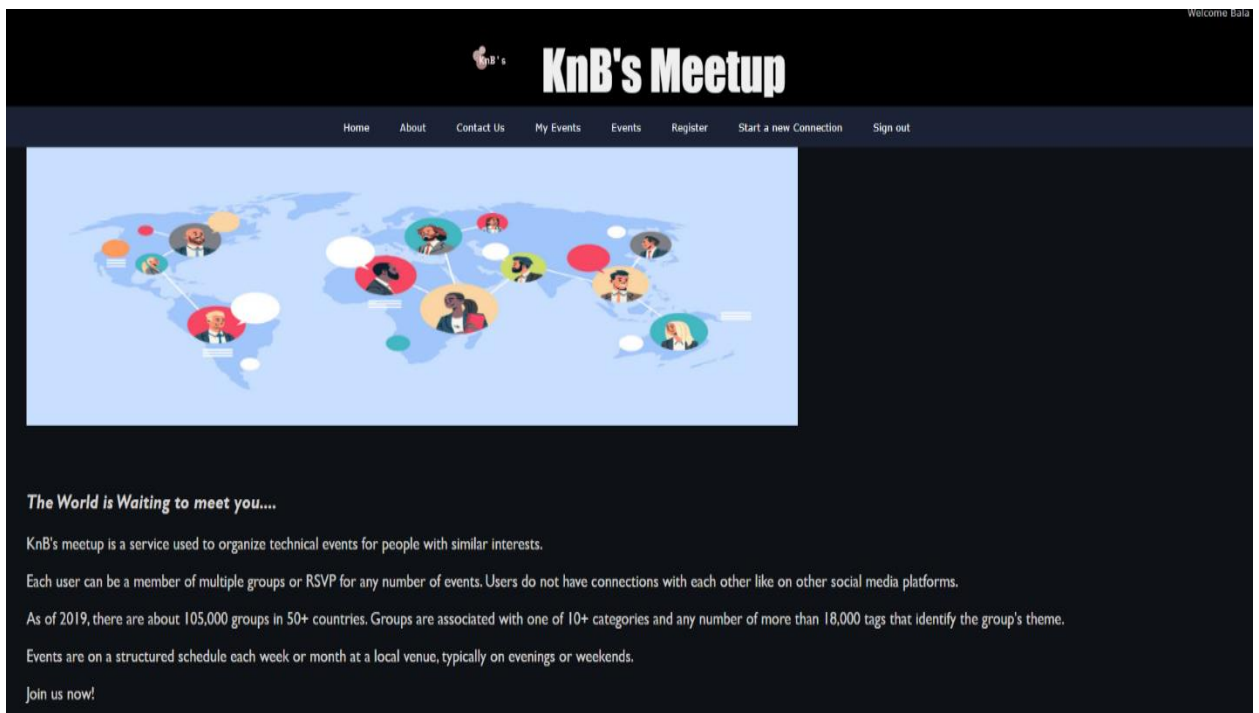 Welcome Bala
KnB's
KnB's Meetup
Home About Contact Us My Events Events Register Start a new Connection Sign out
The World is Waiting to meet you....
KnB's meetup is a service used to organize technical events for people with similar interests.
Each user can be a member of multiple groups or RSVP for any number of events. Users do not have connections with each other like on other social media platforms.
As of 2019, there are about 105,000 groups in 50+ countries. Groups are associated with one of 10+ categories and any number of more than 18,000 tags that identify the group's theme.
Events are on a structured schedule each week or month at a local venue, typically on evenings or weekends.
Join us now!